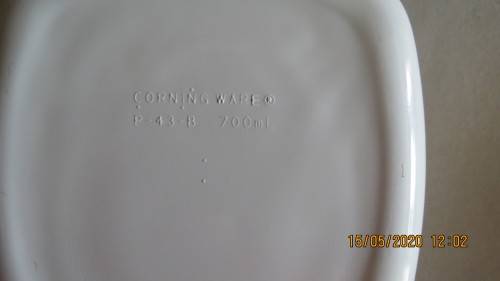 CORNING WARE®
P-43-B 700ml
15/05/2020 12:02